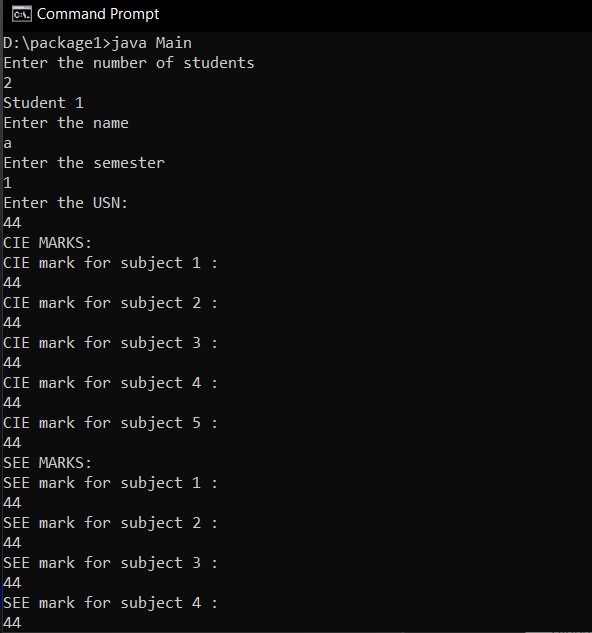 Command Prompt
D:\package1>java Main
Enter the number of students
2
Student 1
Enter the name
a
Enter the semester
1
Enter the USN:
44
CIE MARKS:
CIE mark for subject 1 :
44
CIE mark for subject 2 :
44
CIE mark for subject 3 :
44
CIE mark for subject 4 :
44
CIE mark for subject 5 :
44
SEE MARKS:
SEE mark for subject 1 :
44
SEE mark for subject 2 :
44
SEE mark for subject 3 :
44
SEE mark for subject 4 :
44